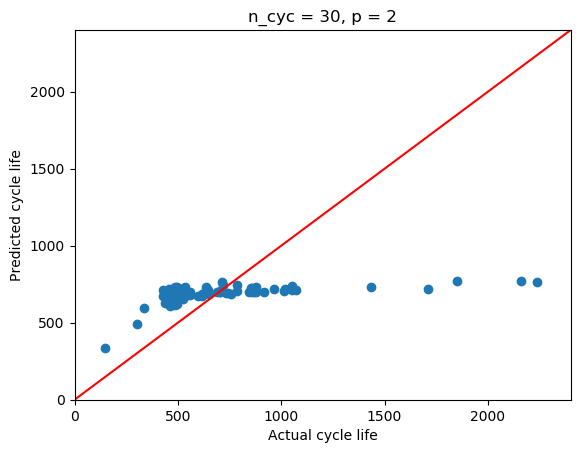 n_cyc = 30, p = 2
Predicted cycle life
2000
1500
1000
500
0
0 500 1000 1500 2000
Actual cycle life